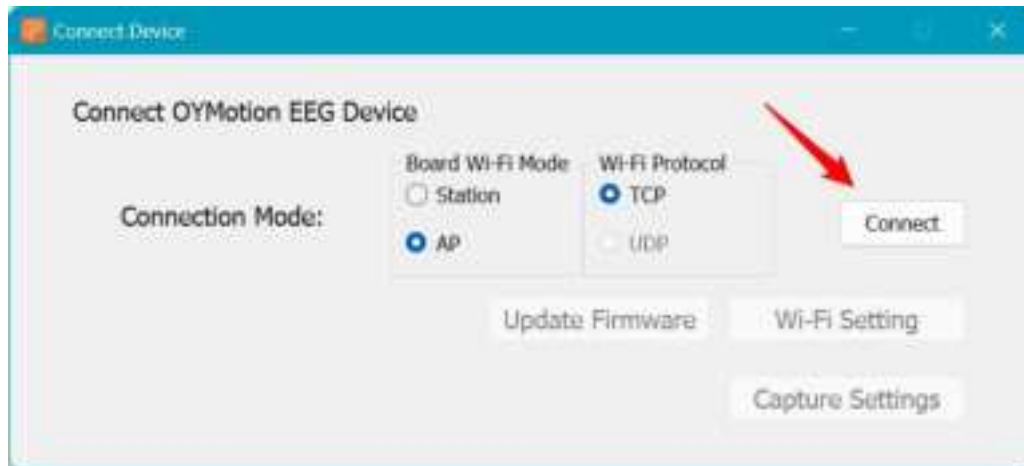 Connect Device
Connect OYMotion EEG Device
Board Wi-Fi Mode
Wi-Fi Protocol
Station
TCP
Connection Mode:
Connect
AP
UDP
Update Firmware
Wi-Fi Setting
Capture Settings